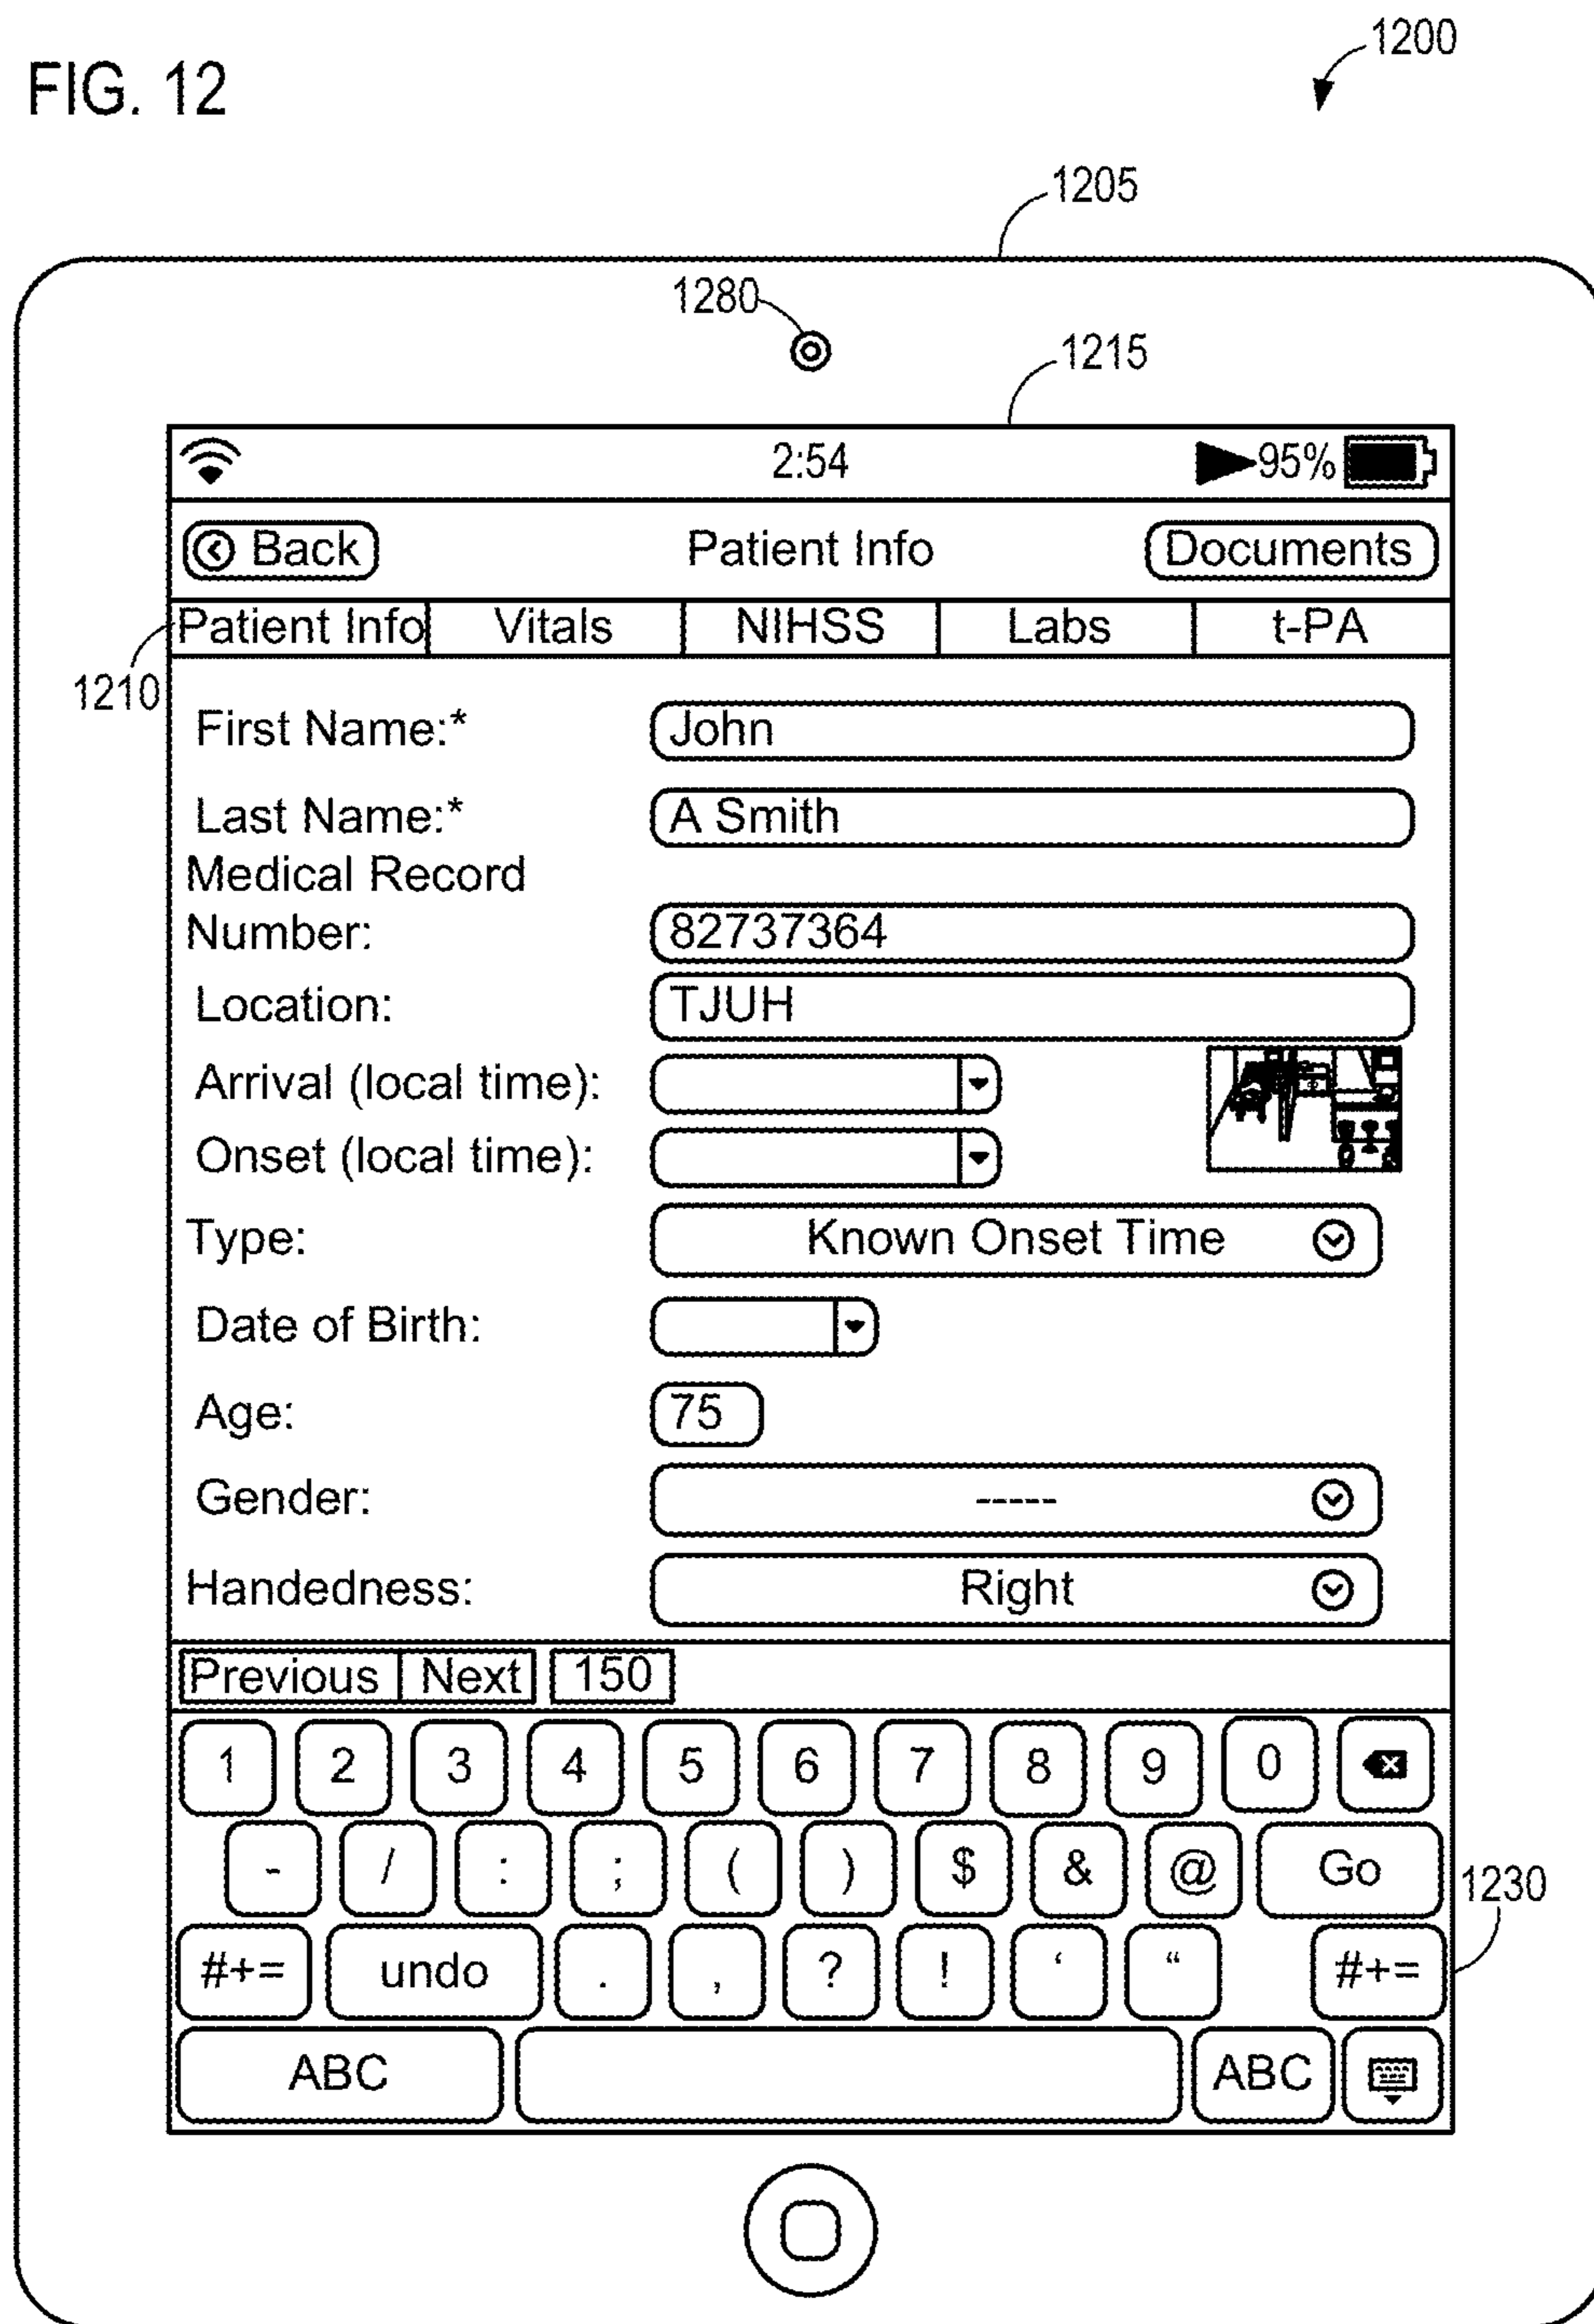 FIG. 12
1200
1205
1280
1215
2:54 95%
Back Patient Info Documents
Patient Info Vitals NIHSS Labs t-PA
1210
First Name:* John
Last Name:* A Smith
Medical Record
Number: 82737364
Location: TJUH
Arrival (local time):
Onset (local time):
Type: Known Onset Time
Date of Birth:
Age: 75
Gender: -----
Handedness: Right
Previous Next 150
1 2 3 4 5 6 7 8 9 0
- / : ; ( ) $ & @ Go
1230
#+= undo . , ? ! ‘ “ #+=
ABC ABC